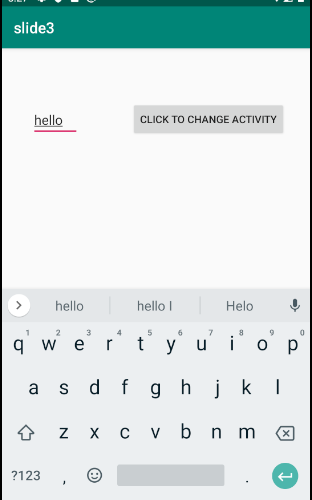 slide3
hello CLICK TO CHANGE ACTIVITY
hello hello I Helo
1 2 3 4 5 6 7 8 9 0
q w e r t y u i o p
a s d f g h j k l
z x c v b n m
?123 , .